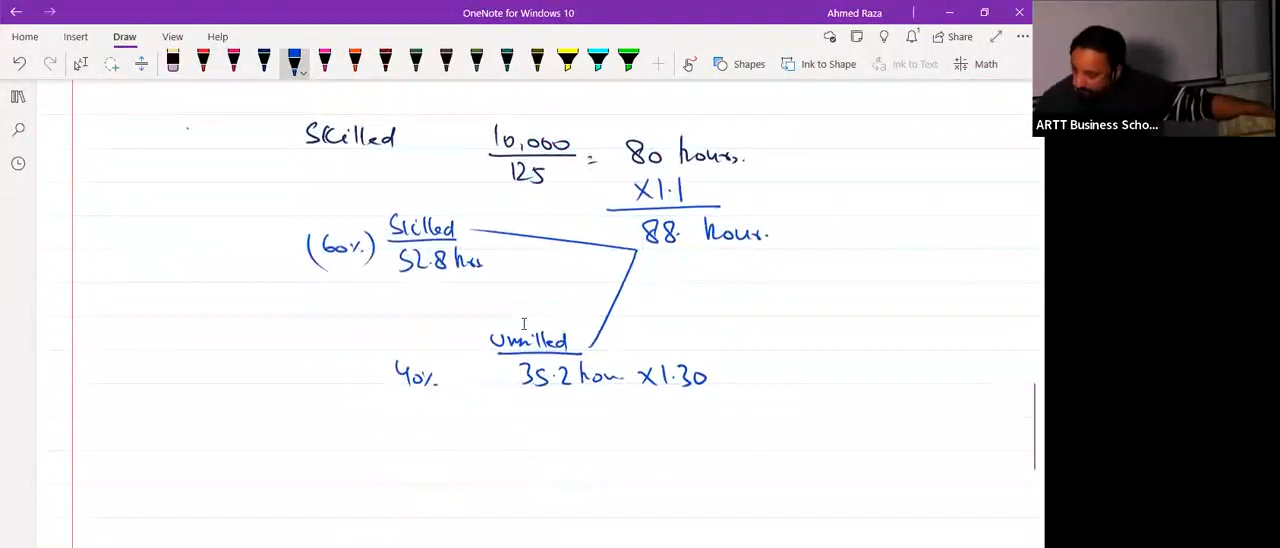 OneNote for Windows 10
Ahmed Raza
Home Insert Draw View Help
Share
Shapes Ink to Shape Ink to Text Math
ARTT Business Scho...
Skilled 10,000 / 125 = 80 hours.
X1.1
88. hour.
(60%) Skilled
52.8 hrs
Unskilled
40% 35.2 hour X1.30